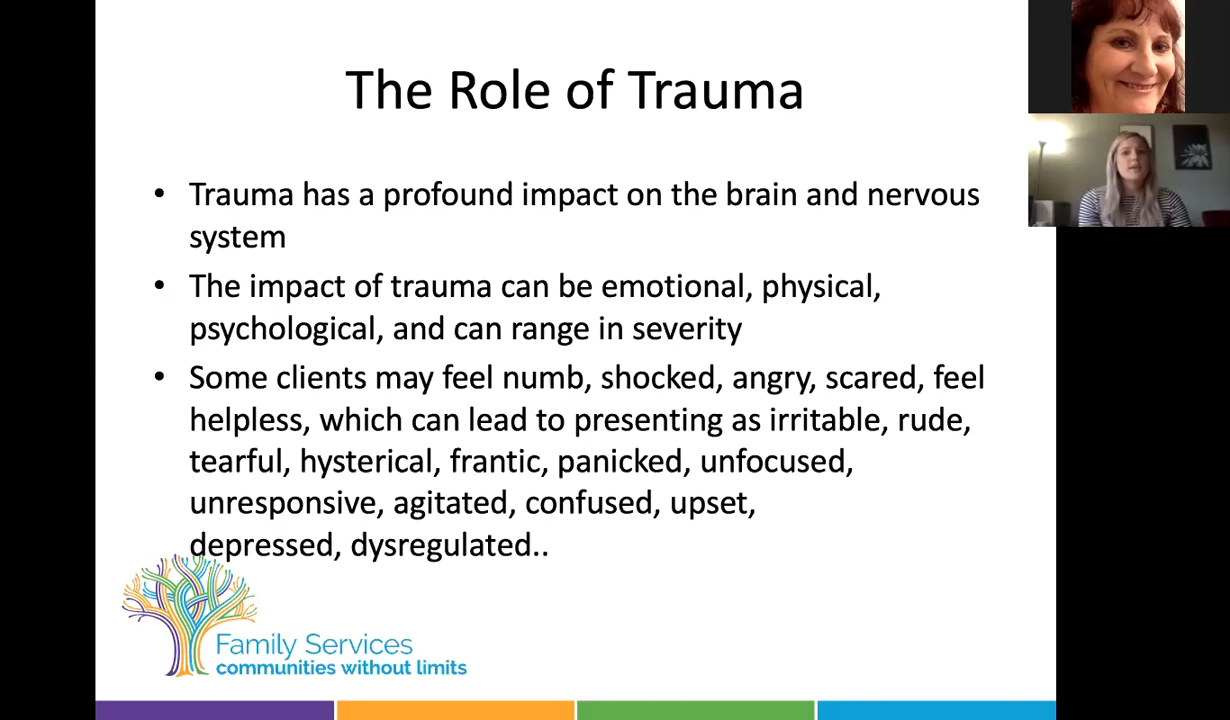 The Role of Trauma
• Trauma has a profound impact on the brain and nervous
system
• The impact of trauma can be emotional, physical,
psychological, and can range in severity
• Some clients may feel numb, shocked, angry, scared, feel
helpless, which can lead to presenting as irritable, rude,
tearful, hysterical, frantic, panicked, unfocused,
unresponsive, agitated, confused, upset,
depressed, dysregulated..
Family Services
communities without limits